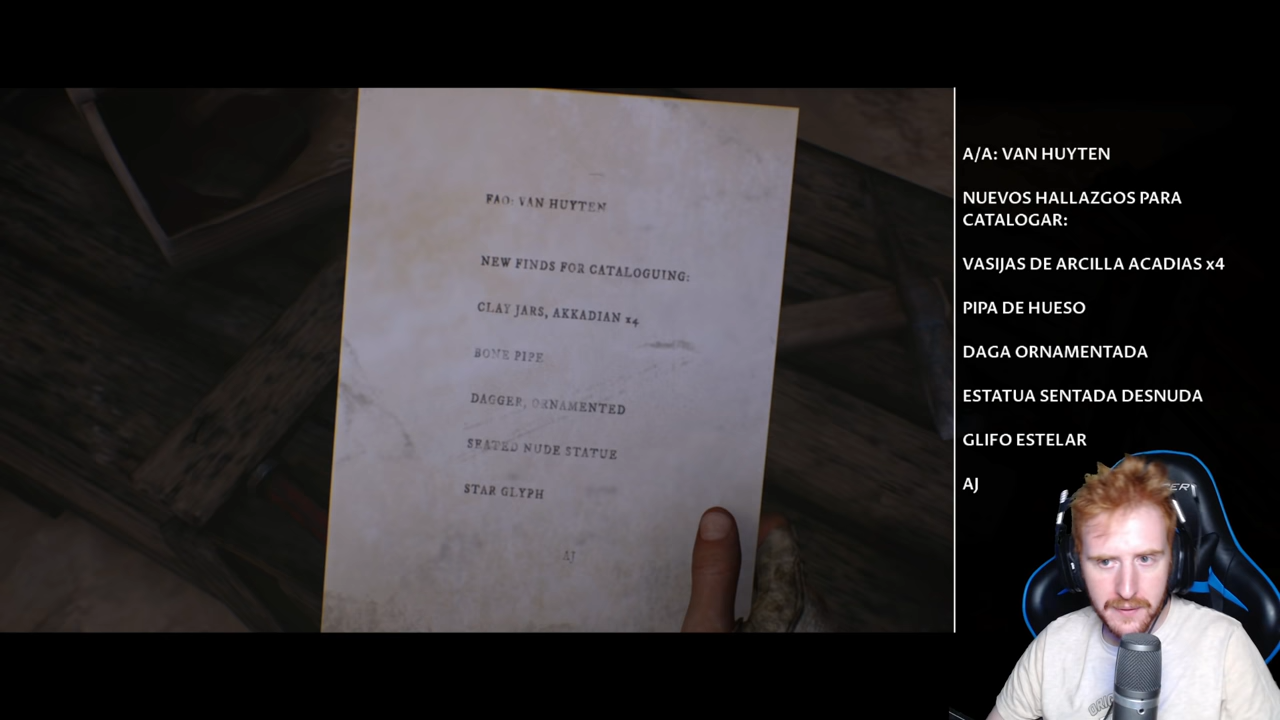 FAO: VAN HUYTEN
NEW FINDS FOR CATALOGUING:
CLAY JARS, AKKADIAN x4
BONE PIPE
DAGGER, ORNAMENTED
SEATED NUDE STATUE
STAR GLYPH
AJ
A/A: VAN HUYTEN
NUEVOS HALLAZGOS PARA
CATALOGAR:
VASIJAS DE ARCILLA ACADIAS x4
PIPA DE HUESO
DAGA ORNAMENTADA
ESTATUA SENTADA DESNUDA
GLIFO ESTELAR
AJ